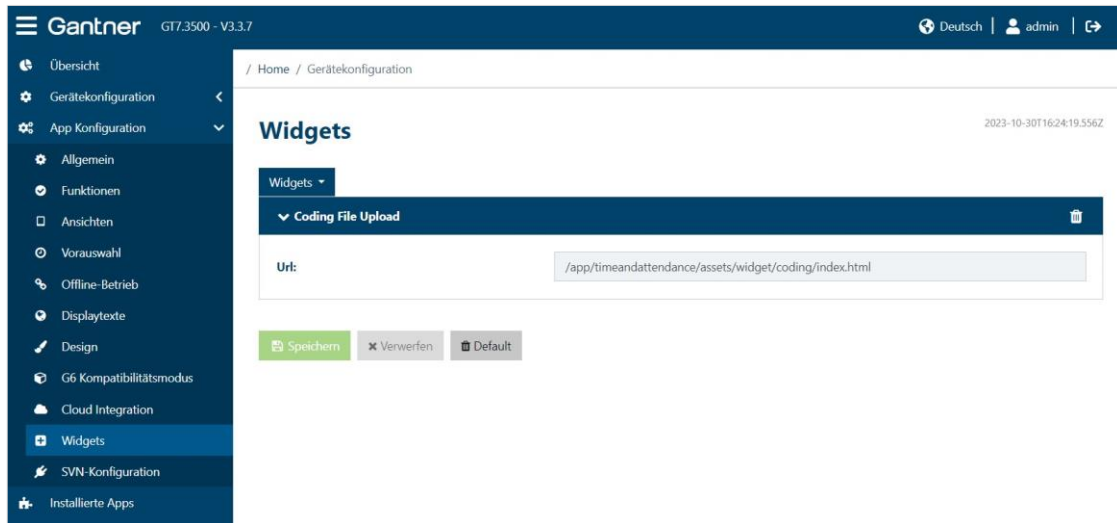 Gantner GT7.3500 - V3.3.7 Deutsch | admin |
Übersicht
Gerätekonfiguration
App Konfiguration
Allgemein
Funktionen
Ansichten
Vorauswahl
Offline-Betrieb
Displaytexte
Design
G6 Kompatibilitätsmodus
Cloud Integration
Widgets
SVN-Konfiguration
Installierte Apps
/ Home / Gerätekonfiguration
Widgets
2023-10-30T16:24:19.556Z
Widgets
Coding File Upload
Url: /app/timeandattendance/assets/widget/coding/index.html
Speichern Verwerfen Default